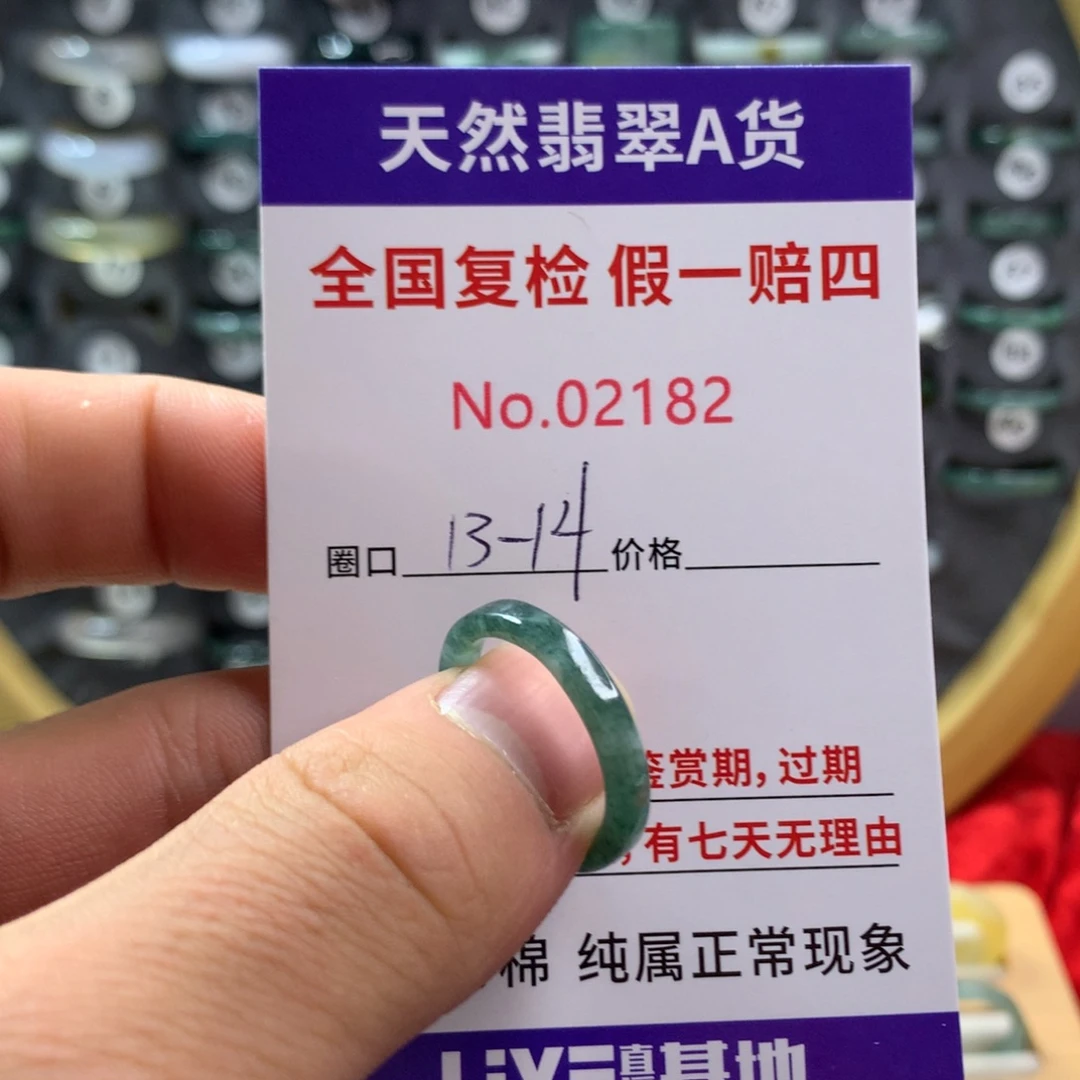 天然翡翠A货
全国复检 假一赔四
No.02182
圈口 13-14 价格
鉴赏期，过期
，有七天无理由
棉 纯属正常现象
基地